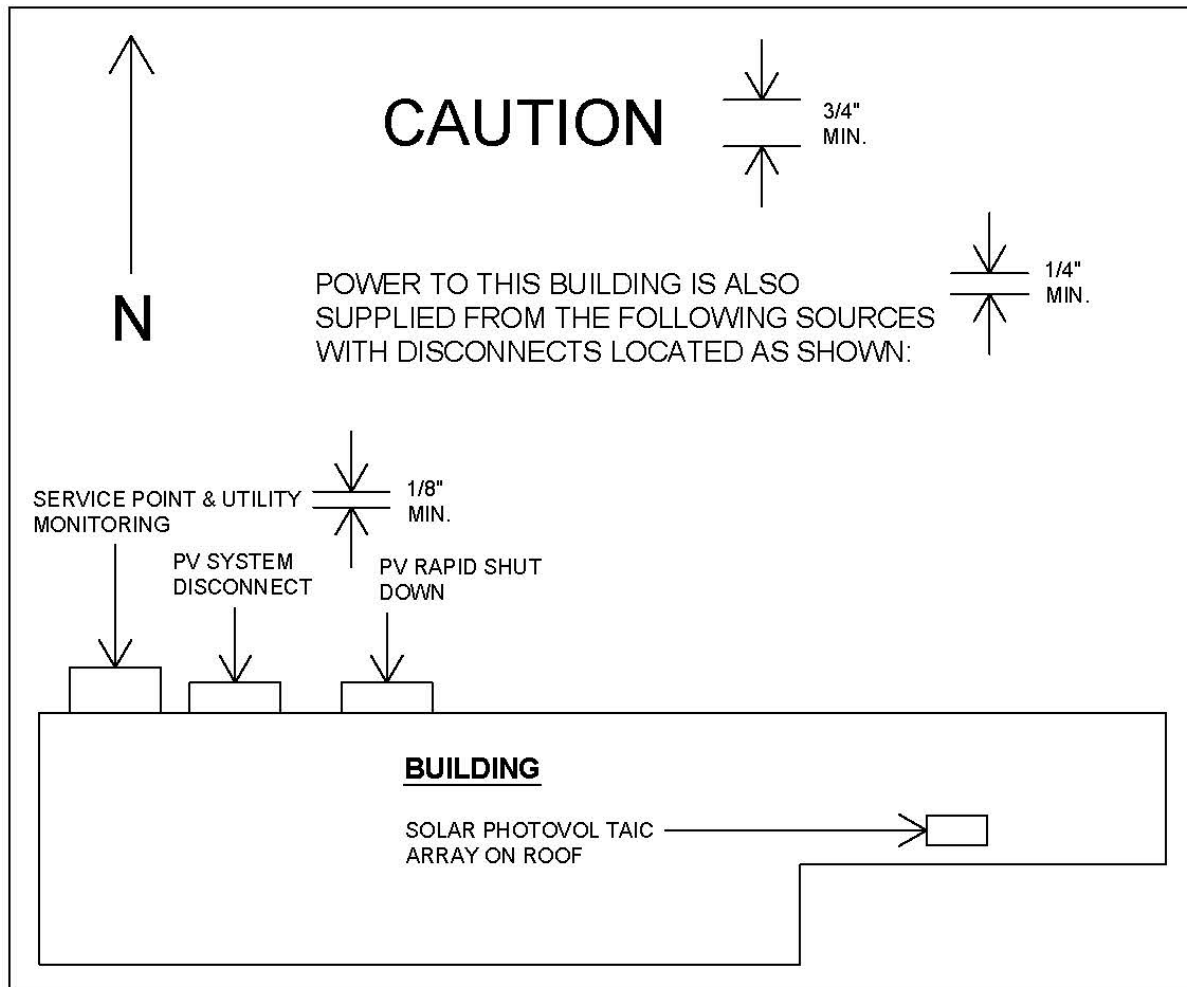 CAUTION
3/4"
MIN.
1/4"
MIN.
N
POWER TO THIS BUILDING IS ALSO
SUPPLIED FROM THE FOLLOWING SOURCES
WITH DISCONNECTS LOCATED AS SHOWN:
SERVICE POINT & UTILITY
MONITORING
1/8"
MIN.
PV SYSTEM
DISCONNECT
PV RAPID SHUT
DOWN
BUILDING
SOLAR PHOTOVOL TAIC
ARRAY ON ROOF